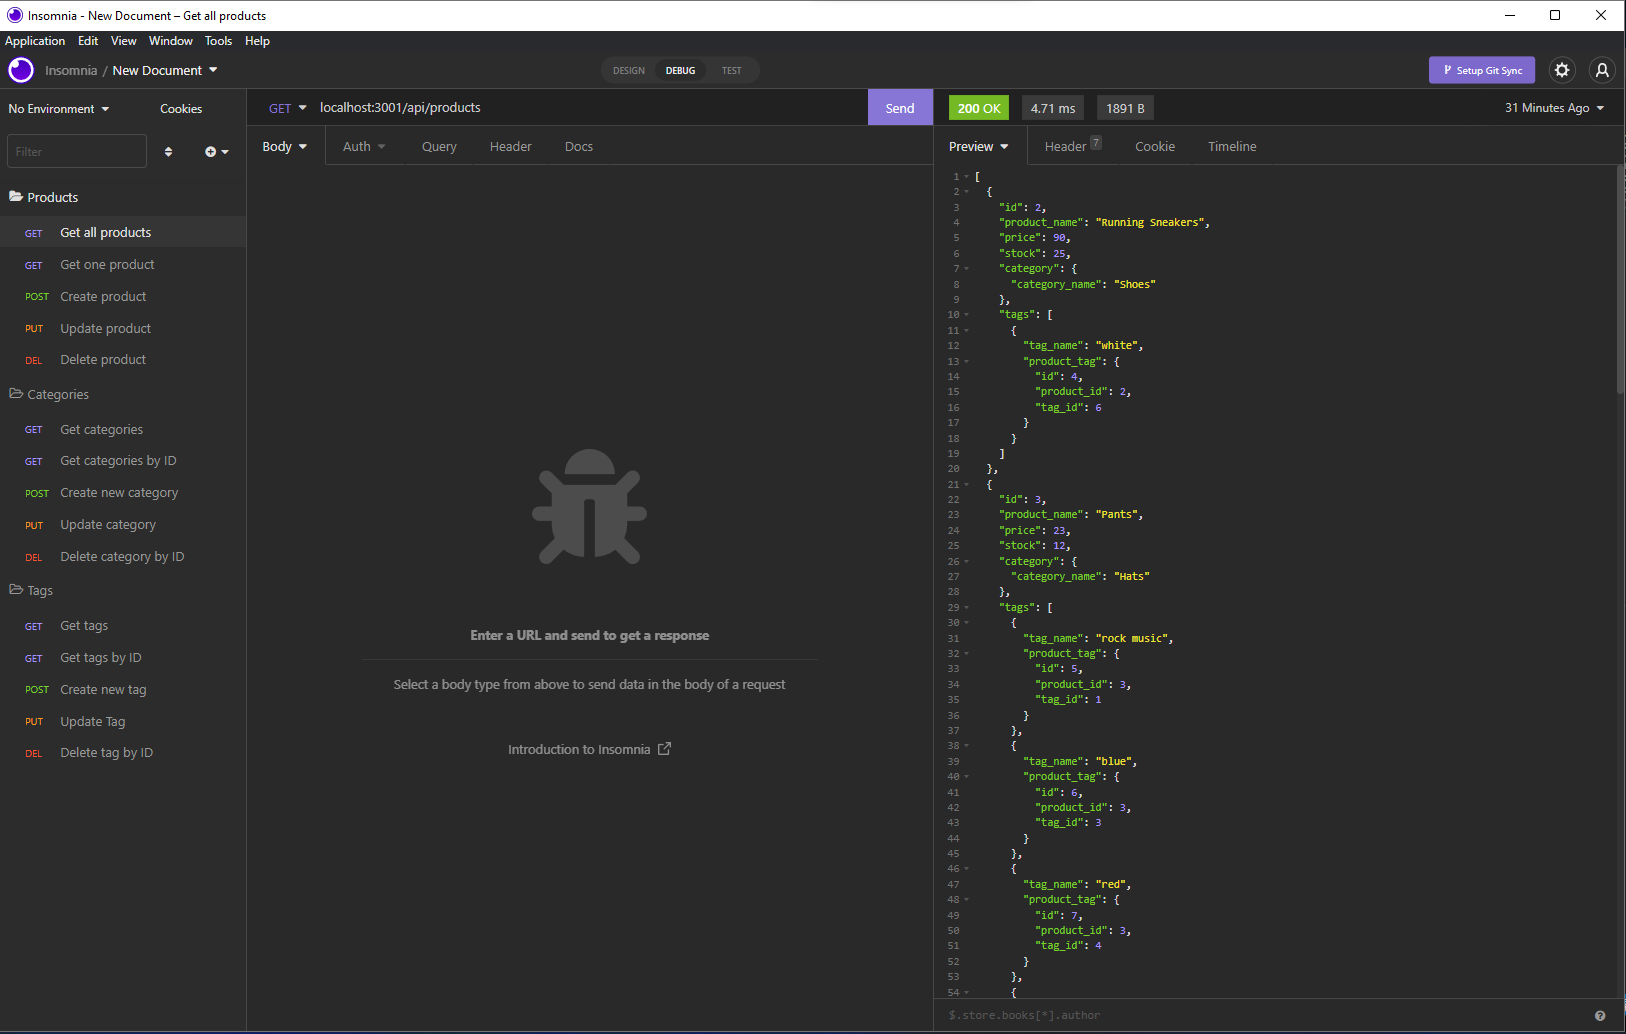 Insomnia - New Document – Get all products
Application Edit View Window Tools Help
Insomnia / New Document
DESIGN DEBUG TEST
Setup Git Sync
No Environment Cookies
Filter
Products
GET Get all products
GET Get one product
POST Create product
PUT Update product
DEL Delete product
Categories
GET Get categories
GET Get categories by ID
POST Create new category
PUT Update category
DEL Delete category by ID
Tags
GET Get tags
GET Get tags by ID
POST Create new tag
PUT Update Tag
DEL Delete tag by ID
GET localhost:3001/api/products Send
Body Auth Query Header Docs
Enter a URL and send to get a response
Select a body type from above to send data in the body of a request
Introduction to Insomnia
200 OK 4.71 ms 1891 B 31 Minutes Ago
Preview Header 7 Cookie Timeline
1 [
2 {
3 "id": 2,
4 "product_name": "Running Sneakers",
5 "price": 90,
6 "stock": 25,
7 "category": {
8 "category_name": "Shoes"
9 },
10 "tags": [
11 {
12 "tag_name": "white",
13 "product_tag": {
14 "id": 4,
15 "product_id": 2,
16 "tag_id": 6
17 }
18 }
19 ]
20 },
21 {
22 "id": 3,
23 "product_name": "Pants",
24 "price": 23,
25 "stock": 12,
26 "category": {
27 "category_name": "Hats"
28 },
29 "tags": [
30 {
31 "tag_name": "rock music",
32 "product_tag": {
33 "id": 5,
34 "product_id": 3,
35 "tag_id": 1
36 }
37 },
38 {
39 "tag_name": "blue",
40 "product_tag": {
41 "id": 6,
42 "product_id": 3,
43 "tag_id": 3
44 }
45 },
46 {
47 "tag_name": "red",
48 "product_tag": {
49 "id": 7,
50 "product_id": 3,
51 "tag_id": 4
52 }
53 },
54 {
$.store.books[*].author